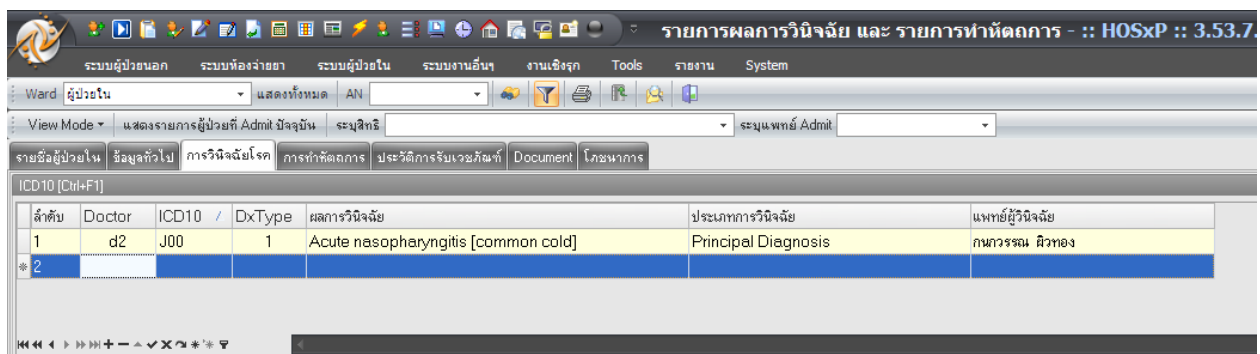 รายการผลการวินิจฉัย และ รายการทำหัตถการ - :: HOSxP :: 3.53.7.
ระบบผู้ป่วยนอก ระบบห้องจ่ายยา ระบบผู้ป่วยใน ระบบงานอื่นๆ งานเชิงรุก Tools รายงาน System
Ward ผู้ป่วยใน แสดงทั้งหมด AN
View Mode แสดงรายการผู้ป่วยที่ Admit ปัจจุบัน ระบุสิทธิ ระบุแพทย์ Admit
รายชื่อผู้ป่วยใน ข้อมูลทั่วไป การวินิจฉัยโรค การทำหัตถการ ประวัติการรับเวชภัณฑ์ Document โภชนาการ
ICD10 [Ctrl+F1]
ลำดับ Doctor ICD10 / DxType ผลการวินิจฉัย ประเภทการวินิจฉัย แพทย์ผู้วินิจฉัย
1 d2 J00 1 Acute nasopharyngitis [common cold] Principal Diagnosis กนกวรรณ ผิวทอง
2